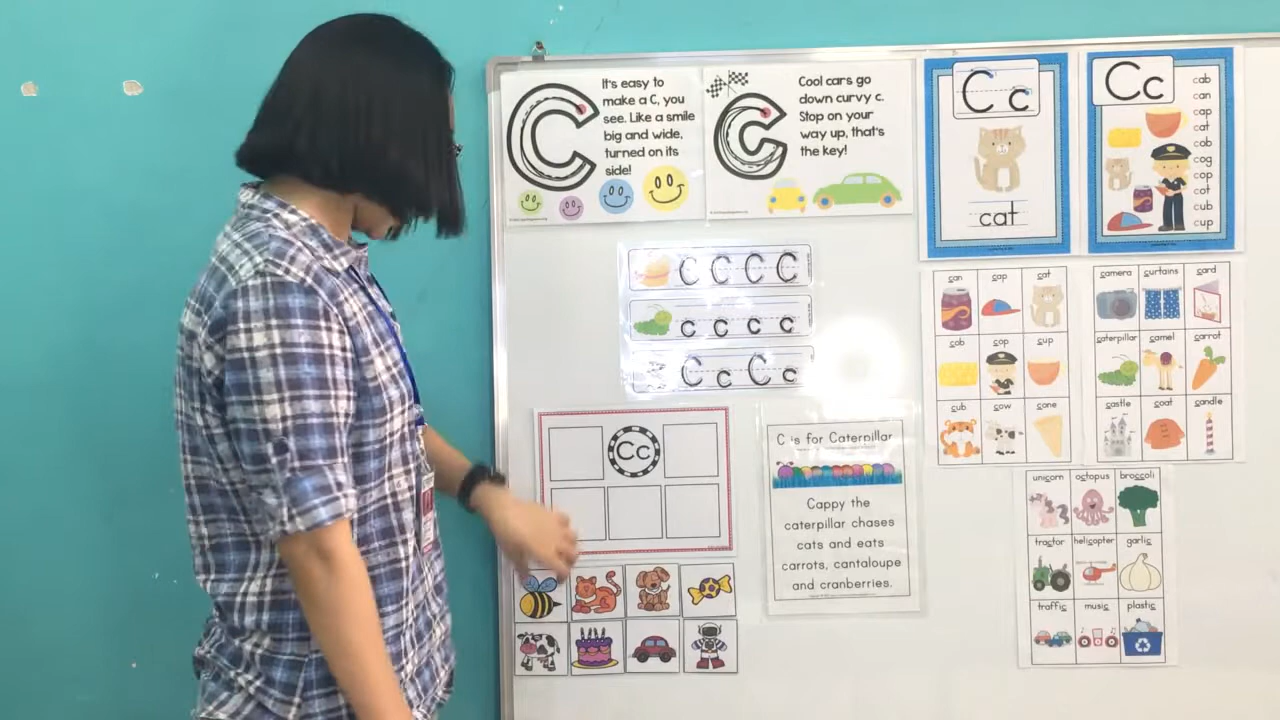 It's easy to
make a C, you
see. Like a smile
big and wide,
turned on its
side!
C
Cool cars go
down curvy c.
Stop on your
way up, that's
the key!
c
Cc
cat
Cc
cab
can
cap
cat
cob
cog
cop
cot
cub
cup
C C C C
c c c c
C c C c
can cap cat
cob cop cup
cub cow cone
camera curtains card
caterpillar camel carrot
castle coat candle
Cc
C is for Caterpillar
Cappy the
caterpillar chases
cats and eats
carrots, cantaloupe
and cranberries.
unicorn octopus broccoli
tractor helicopter garlic
traffic music plastic